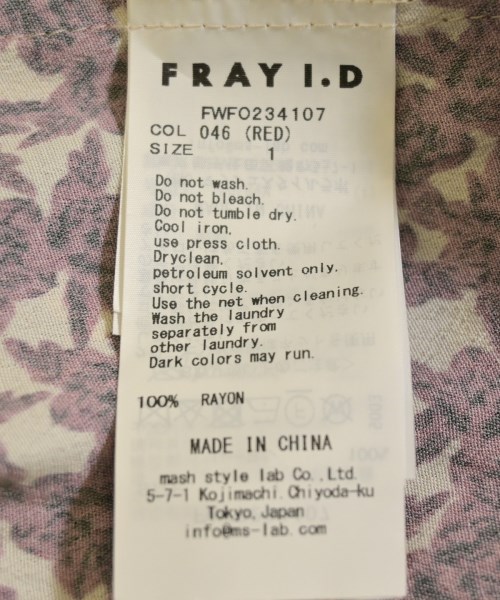 FRAY I.D
FWFO234107
COL 046 (RED)
SIZE 1
Do not wash.
Do not bleach.
Do not tumble dry.
Cool iron,
use press cloth.
Dryclean,
petroleum solvent only.
short cycle.
Use the net when cleaning.
Wash the laundry
separately from
other laundry.
Dark colors may run.
100% RAYON
MADE IN CHINA
mash style lab Co.,Ltd.
5-7-1 Kojimachi.Chiyoda-ku
Tokyo,Japan
info@ms-lab.com